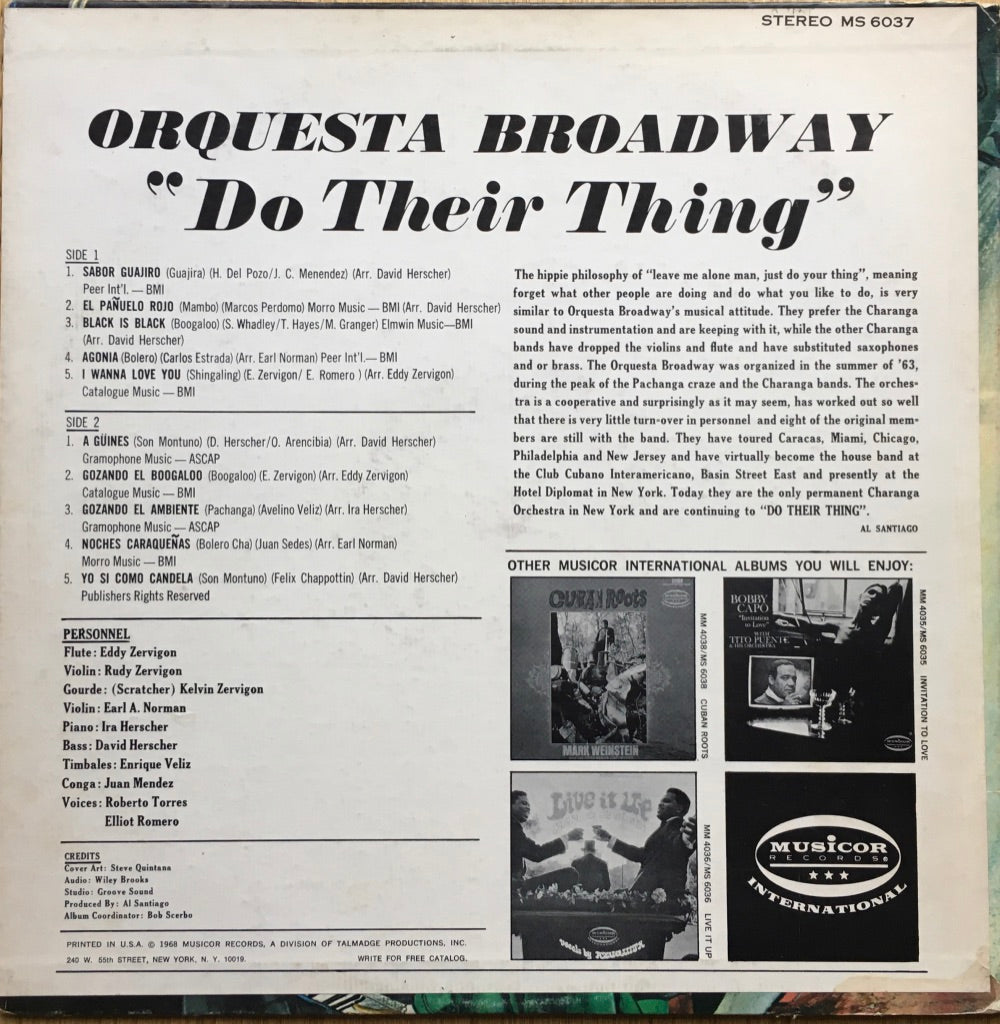 STEREO MS 6037
ORQUESTA BROADWAY
"Do Their Thing"
SIDE 1
1. SABOR GUAJIRO (Guajira) (H. Del Pozo/J. C. Menendez) (Arr. David Herscher)
Peer Int'l. — BMI
2. EL PAÑUELO ROJO (Mambo) (Marcos Perdomo) Morro Music — BMI (Arr. David Herscher)
3. BLACK IS BLACK (Boogaloo) (S. Whadley/T. Hayes/M. Granger) Elmwin Music—BMI
(Arr. David Herscher)
4. AGONIA (Bolero) (Carlos Estrada) (Arr. Earl Norman) Peer Int'l.— BMI
5. I WANNA LOVE YOU (Shingaling) (E. Zervigon/ E. Romero ) (Arr. Eddy Zervigon)
Catalogue Music — BMI
SIDE 2
1. A GÜINES (Son Montuno) (D. Herscher/O. Arencibia) (Arr. David Herscher)
Gramophone Music — ASCAP
2. GOZANDO EL BOOGALOO (Boogaloo) (E. Zervigon) (Arr. Eddy Zervigon)
Catalogue Music — BMI
3. GOZANDO EL AMBIENTE (Pachanga) (Avelino Veliz) (Arr. Ira Herscher)
Gramophone Music — ASCAP
4. NOCHES CARAQUEÑAS (Bolero Cha) (Juan Sedes) (Arr. Earl Norman)
Morro Music — BMI
5. YO SI COMO CANDELA (Son Montuno) (Felix Chappottin) (Arr. David Herscher)
Publishers Rights Reserved
PERSONNEL
Flute: Eddy Zervigon
Violin: Rudy Zervigon
Gourde: (Scratcher) Kelvin Zervigon
Violin: Earl A. Norman
Piano: Ira Herscher
Bass: David Herscher
Timbales: Enrique Veliz
Conga: Juan Mendez
Voices: Roberto Torres
Elliot Romero
CREDITS
Cover Art: Steve Quintana
Audio: Wiley Brooks
Studio: Groove Sound
Produced By: Al Santiago
Album Coordinator: Bob Scerbo
PRINTED IN U.S.A. © 1968 MUSICOR RECORDS, A DIVISION OF TALMADGE PRODUCTIONS, INC.
240 W. 55th STREET, NEW YORK, N. Y. 10019. WRITE FOR FREE CATALOG.
The hippie philosophy of "leave me alone man, just do your thing", meaning
forget what other people are doing and do what you like to do, is very
similar to Orquesta Broadway's musical attitude. They prefer the Charanga
sound and instrumentation and are keeping with it, while the other Charanga
bands have dropped the violins and flute and have substituted saxophones
and or brass. The Orquesta Broadway was organized in the summer of '63,
during the peak of the Pachanga craze and the Charanga bands. The orches-
tra is a cooperative and surprisingly as it may seem, has worked out so well
that there is very little turn-over in personnel and eight of the original mem-
bers are still with the band. They have toured Caracas, Miami, Chicago,
Philadelphia and New Jersey and have virtually become the house band at
the Club Cubano Interamericano, Basin Street East and presently at the
Hotel Diplomat in New York. Today they are the only permanent Charanga
Orchestra in New York and are continuing to "DO THEIR THING".
AL SANTIAGO
OTHER MUSICOR INTERNATIONAL ALBUMS YOU WILL ENJOY:
CUBAN ROOTS
MARK WEINSTEIN
MM 4038/MS 6038 CUBAN ROOTS
BOBBY
CAPO
"Invitation
to Love"
WITH
TITO PUENTE
& HIS ORCHESTRA
MM 4035/MS 6035 INVITATION TO LOVE
Live it Up
vocals by AZUQUITA
MM 4036/MS 6036 LIVE IT UP
MUSICOR
RECORDS®
INTERNATIONAL